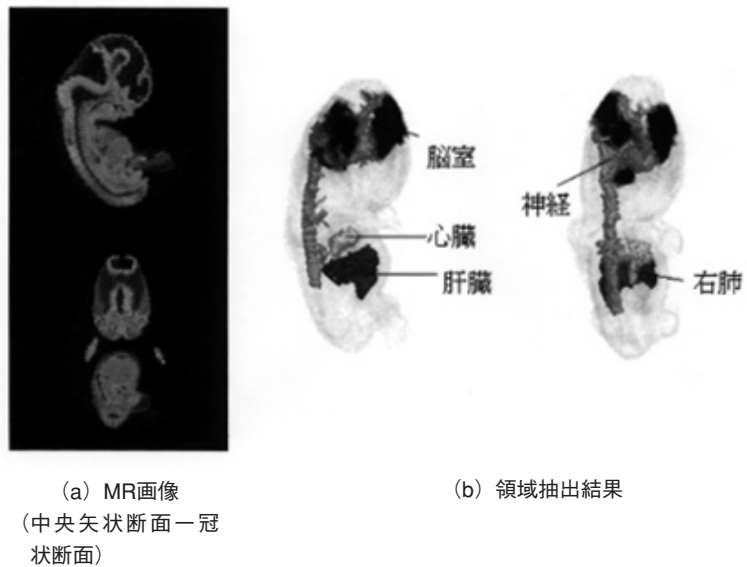 脳室
神経
心臓
肝臓
右肺
(a)MR画像
(中央矢状断面一冠
状断面)
(b)領域抽出結果